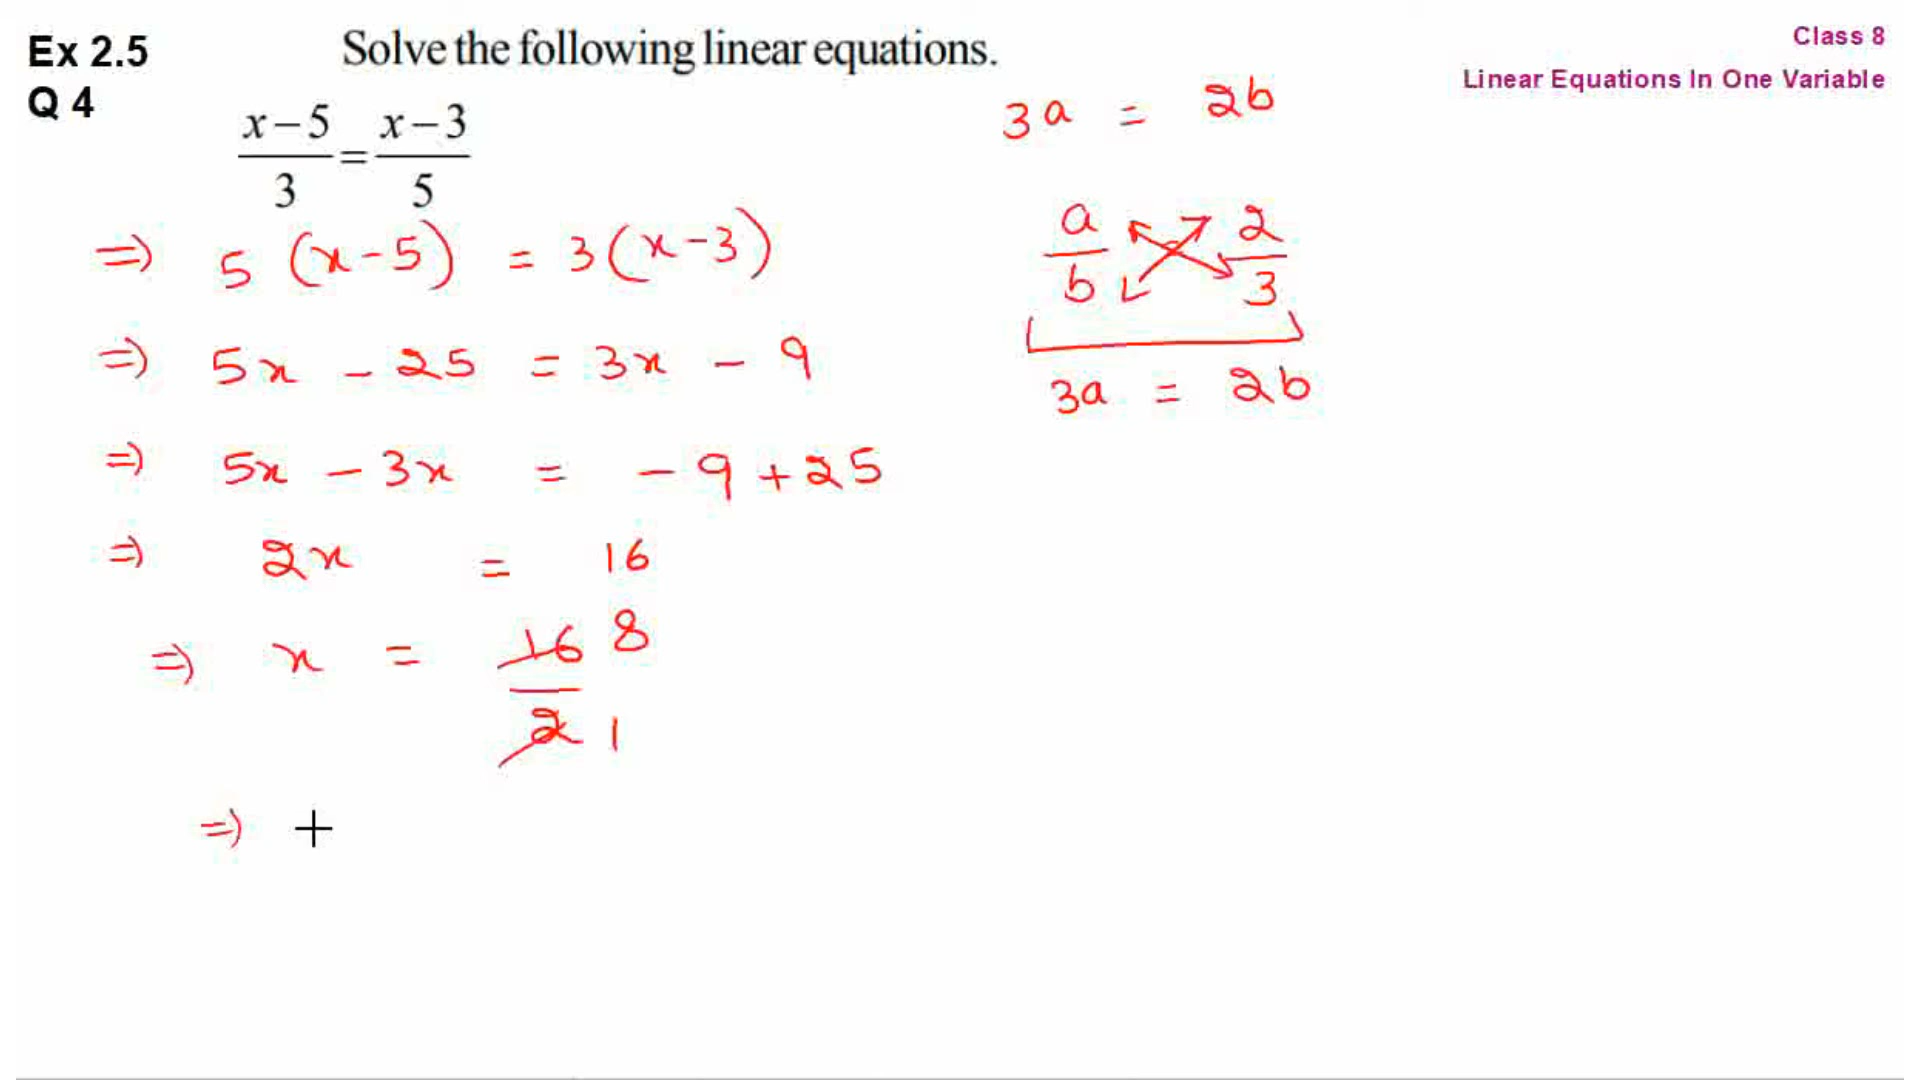 Ex 2.5
Q 4
Solve the following linear equations.
Class 8
Linear Equations In One Variable
x – 5 / 3 = x – 3 / 5
⇒ 5 (x - 5) = 3 (x - 3)
⇒ 5x - 25 = 3x - 9
⇒ 5x - 3x = - 9 + 25
⇒ 2x = 16
⇒ x = 16 8 / 2 1
⇒
3a = 2b
a / b 2 / 3
3a = 2b